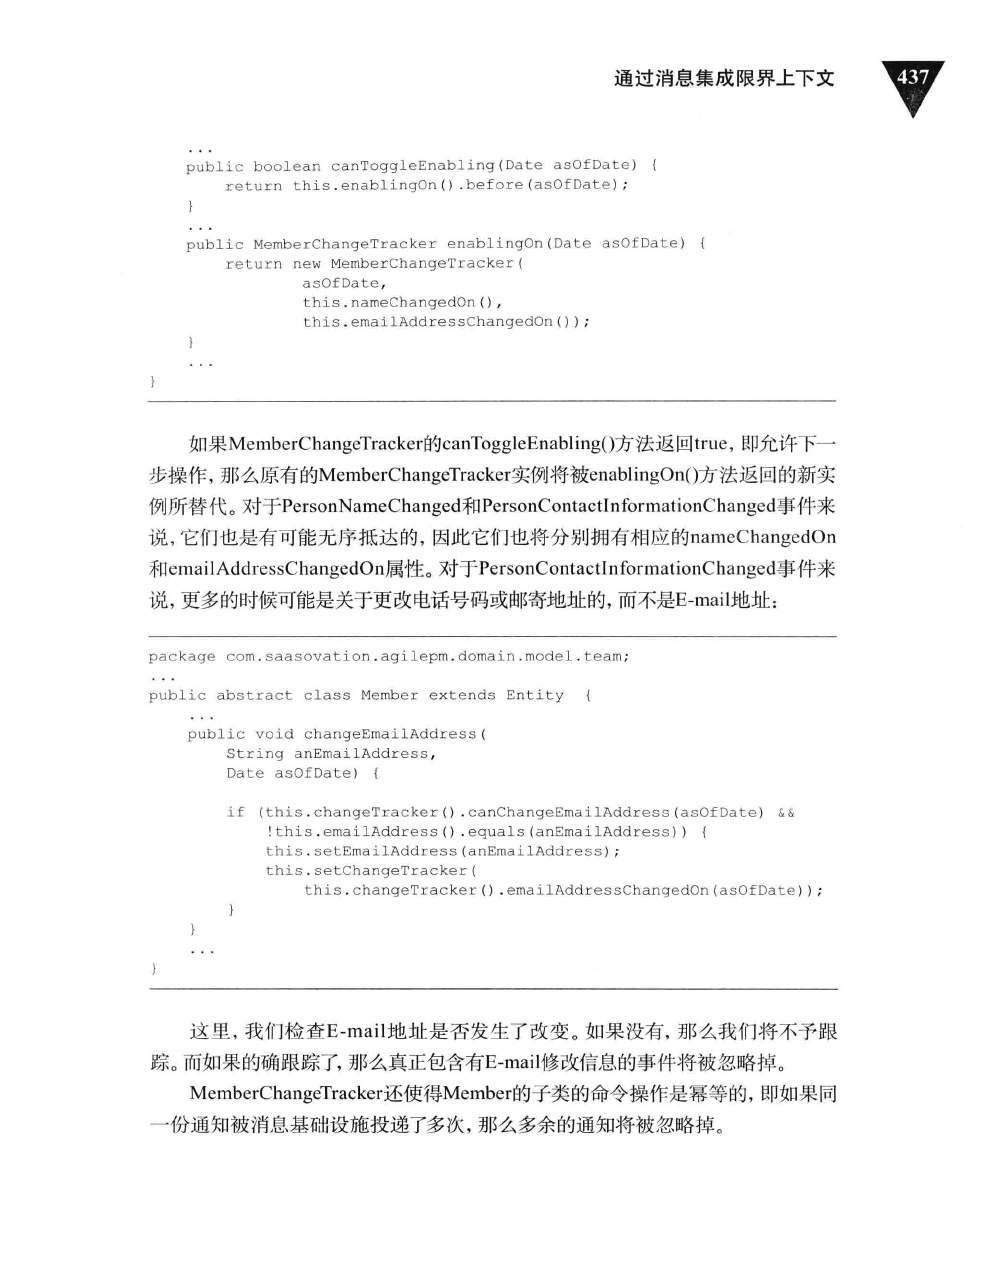 通过消息集成限界上下文
437
...
public boolean canToggleEnabling(Date asOfDate) {
return this.enablingOn().before(asOfDate);
}
...
public MemberChangeTracker enablingOn(Date asOfDate) {
return new MemberChangeTracker(
asOfDate,
this.nameChangedOn(),
this.emailAddressChangedOn());
}
...
}
如果MemberChangeTracker的canToggleEnabling()方法返回true, 即允许下一
步操作, 那么原有的MemberChangeTracker实例将被enablingOn()方法返回的新实
例所替代。对于PersonNameChanged和PersonContactInformationChanged事件来
说, 它们也是有可能无序抵达的, 因此它们也将分别拥有相应的nameChangedOn
和emailAddressChangedOn属性。对于PersonContactInformationChanged事件来
说, 更多的时候可能是关于更改电话号码或邮寄地址的, 而不是E-mail地址:
package com.saasovation.agilepm.domain.model.team;
...
public abstract class Member extends Entity {
...
public void changeEmailAddress(
String anEmailAddress,
Date asOfDate) {
if (this.changeTracker().canChangeEmailAddress(asOfDate) &&
!this.emailAddress().equals(anEmailAddress)) {
this.setEmailAddress(anEmailAddress);
this.setChangeTracker(
this.changeTracker().emailAddressChangedOn(asOfDate));
}
}
...
}
这里, 我们检查E-mail地址是否发生了改变。如果没有, 那么我们将不予跟
踪。而如果的确跟踪了, 那么真正包含有E-mail修改信息的事件将被忽略掉。
MemberChangeTracker还使得Member的子类的命令操作是幂等的, 即如果同
一份通知被消息基础设施投递了多次, 那么多余的通知将被忽略掉。